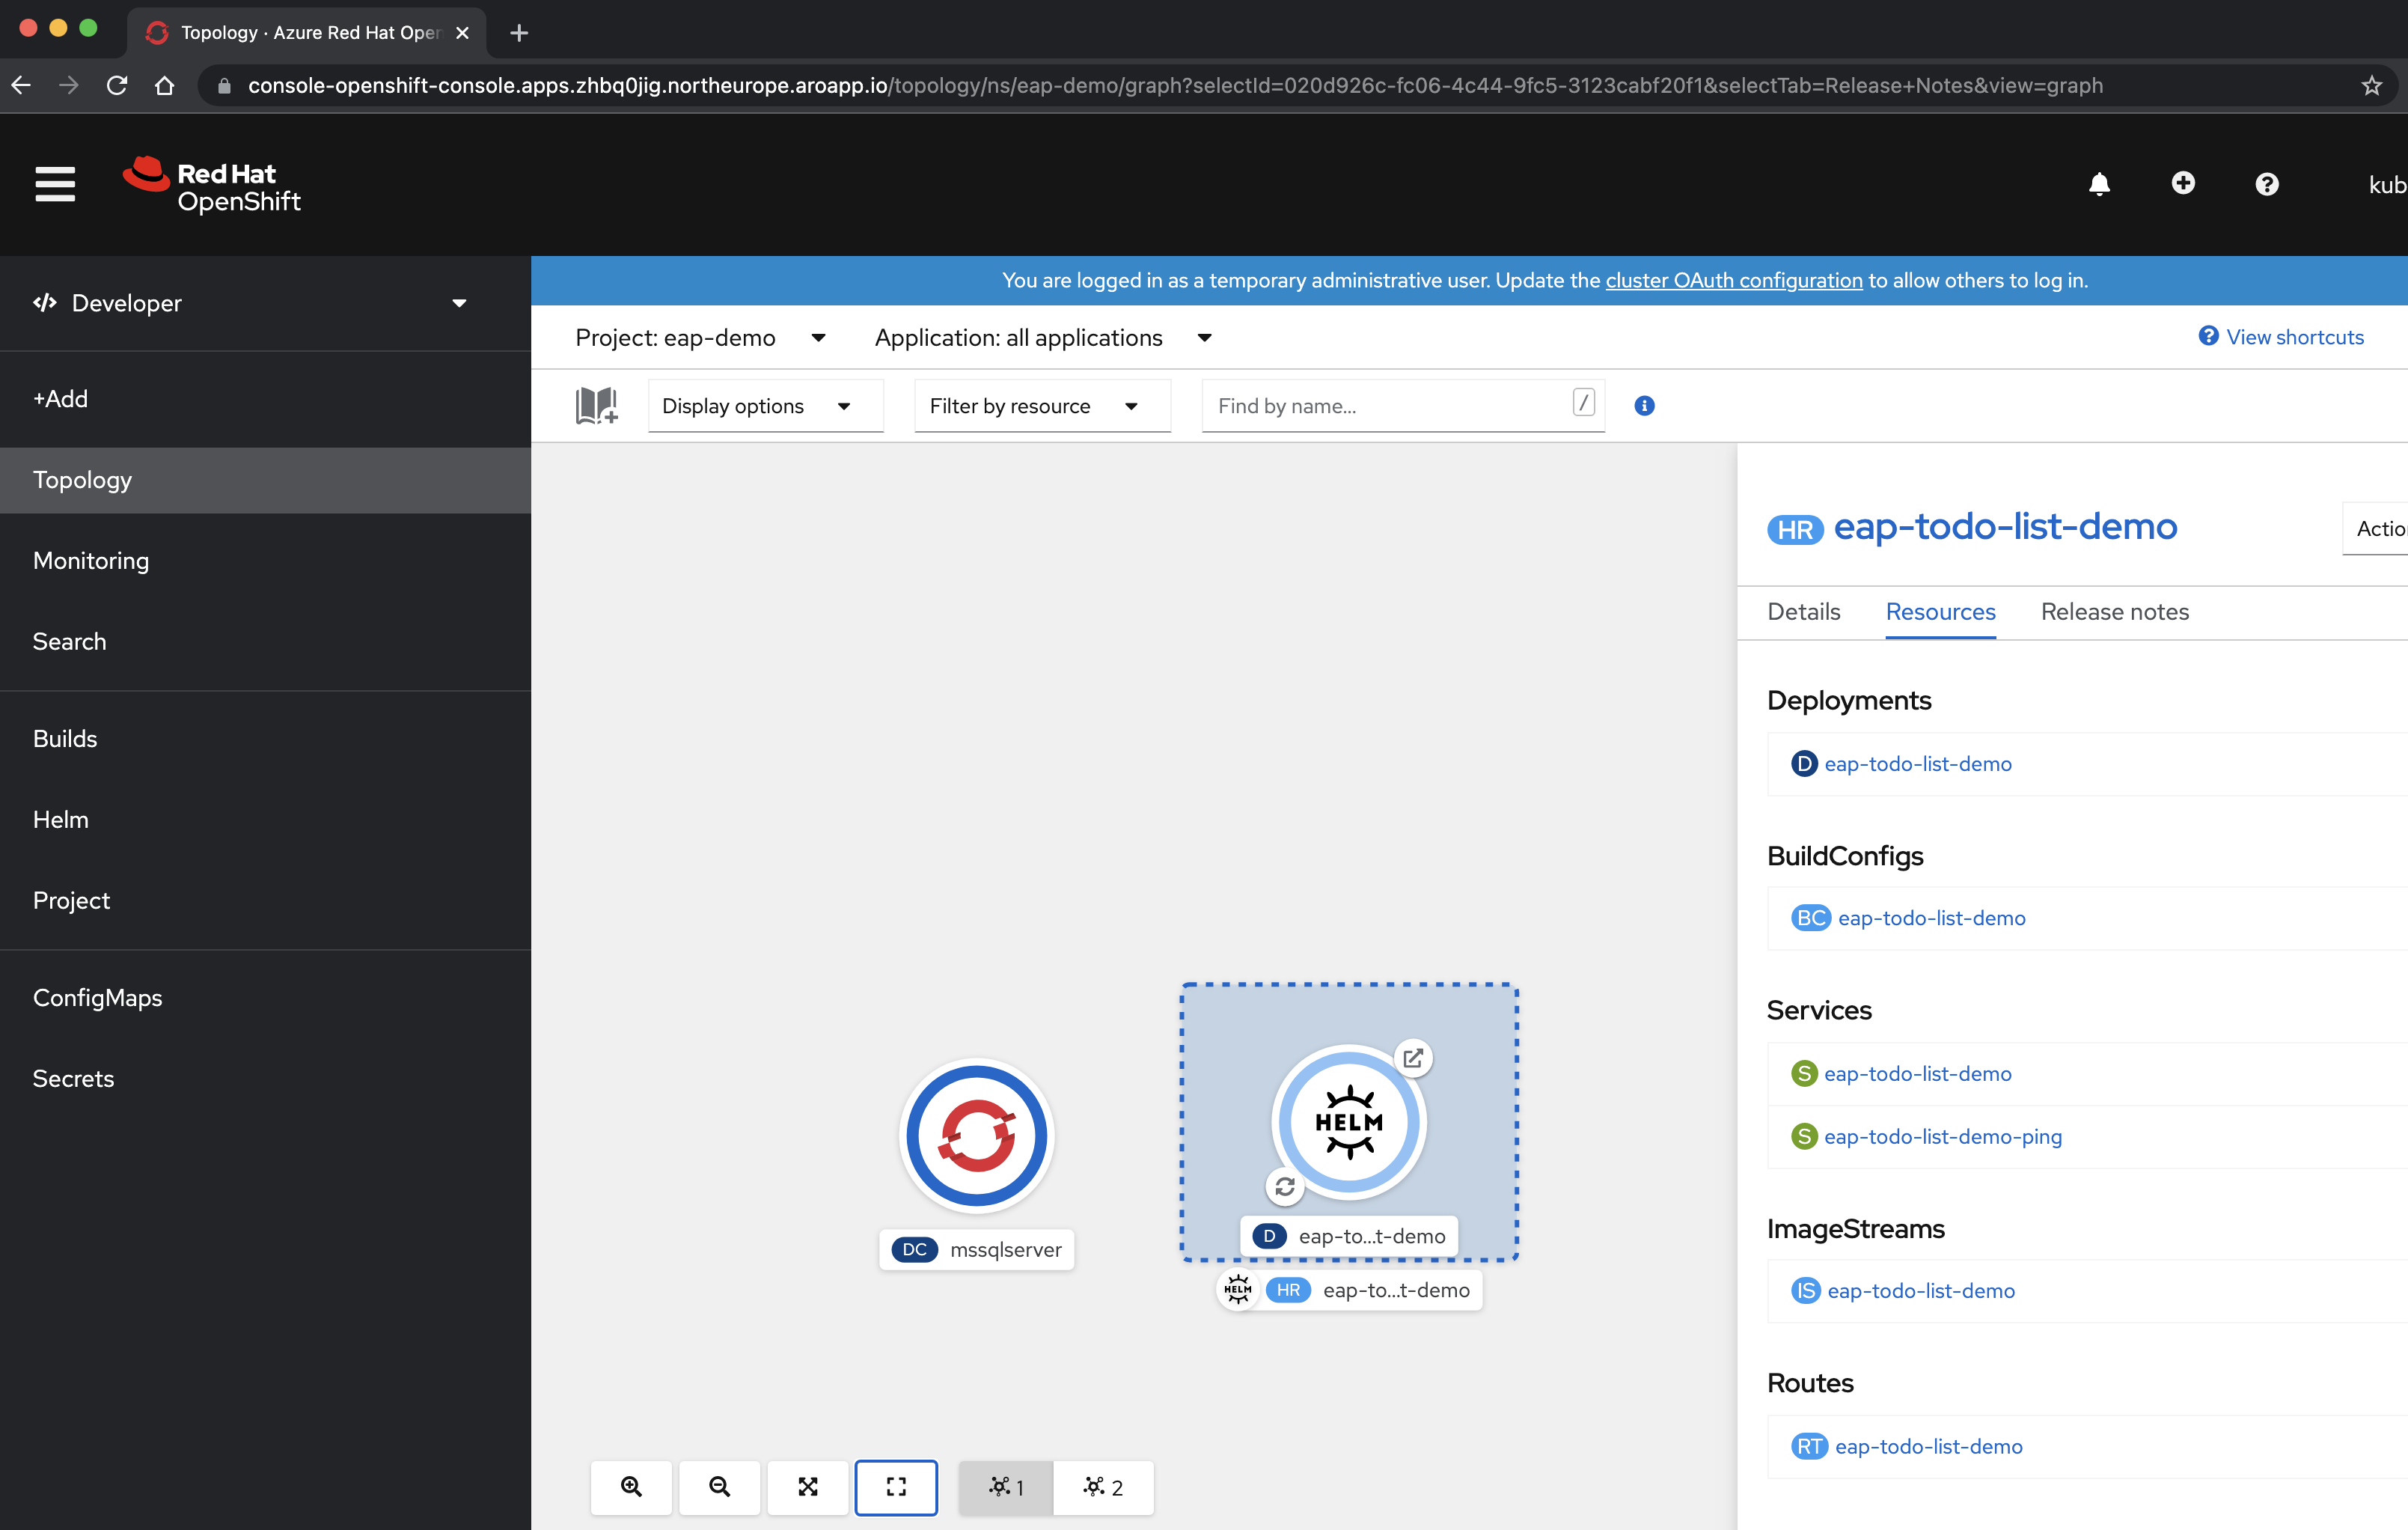 Topology · Azure Red Hat Oper
console-openshift-console.apps.zhbq0jig.northeurope.aroapp.io/topology/ns/eap-demo/graph?selectId=020d926c-fc06-4c44-9fc5-3123cabf20f1&selectTab=Release+Notes&view=graph
Red Hat
OpenShift
kub
Developer
You are logged in as a temporary administrative user. Update the cluster OAuth configuration to allow others to log in.
Project: eap-demo
Application: all applications
View shortcuts
+Add
Display options
Filter by resource
Find by name...
/
Topology
Monitoring
Search
Builds
Helm
Project
ConfigMaps
Secrets
HELM
DC mssqlserver
D eap-to...t-demo
HELM HR eap-to...t-demo
1
2
HR eap-todo-list-demo
Actio
Details
Resources
Release notes
Deployments
D eap-todo-list-demo
BuildConfigs
BC eap-todo-list-demo
Services
S eap-todo-list-demo
S eap-todo-list-demo-ping
ImageStreams
IS eap-todo-list-demo
Routes
RT eap-todo-list-demo